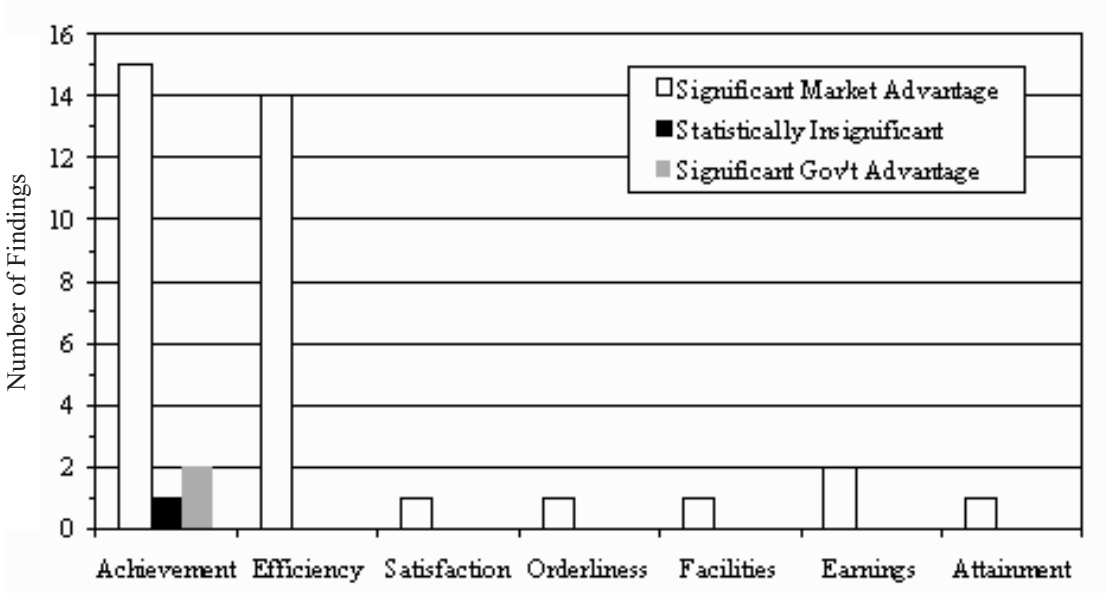 Number of Findings
16
14
12
10
8
6
4
2
0
Significant Market Advantage
Statistically Insignificant
Significant Gov't Advantage
Achievement Efficiency Satisfaction Orderliness Facilities Earnings Attainment